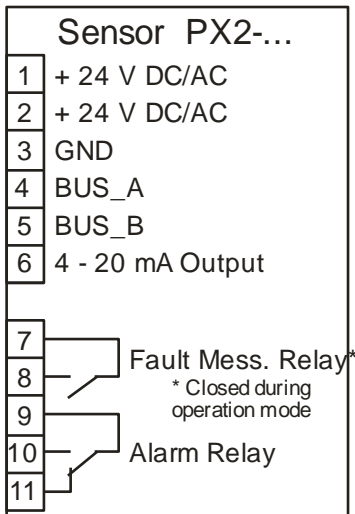 Sensor PX2-...
1 + 24 V DC/AC
2 + 24 V DC/AC
3 GND
4 BUS_A
5 BUS_B
6 4 - 20 mA Output
7
Fault Mess. Relay*
8
* Closed during
operation mode
9
10 Alarm Relay
11